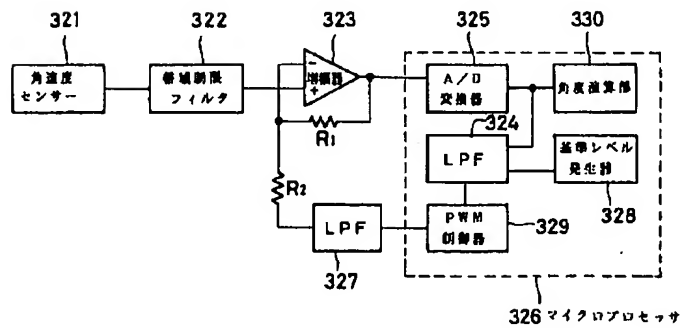 321
322
323
325
330
角速度
センサー
帯域制限
フィルタ
−
増幅器
+
A/D
変換器
角度演算部
324
R1
LPF
基準レベル
発生器
328
R2
LPF
327
PWM
制御器
329
326 マイクロプロセッサ